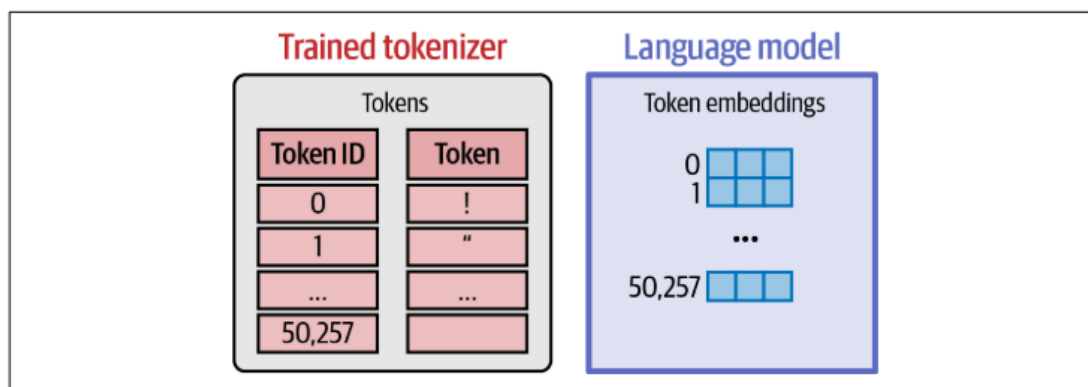 Trained tokenizer
Language model
Tokens
Token ID Token
0 !
1 “
... ...
50,257
Token embeddings
0
1
...
50,257